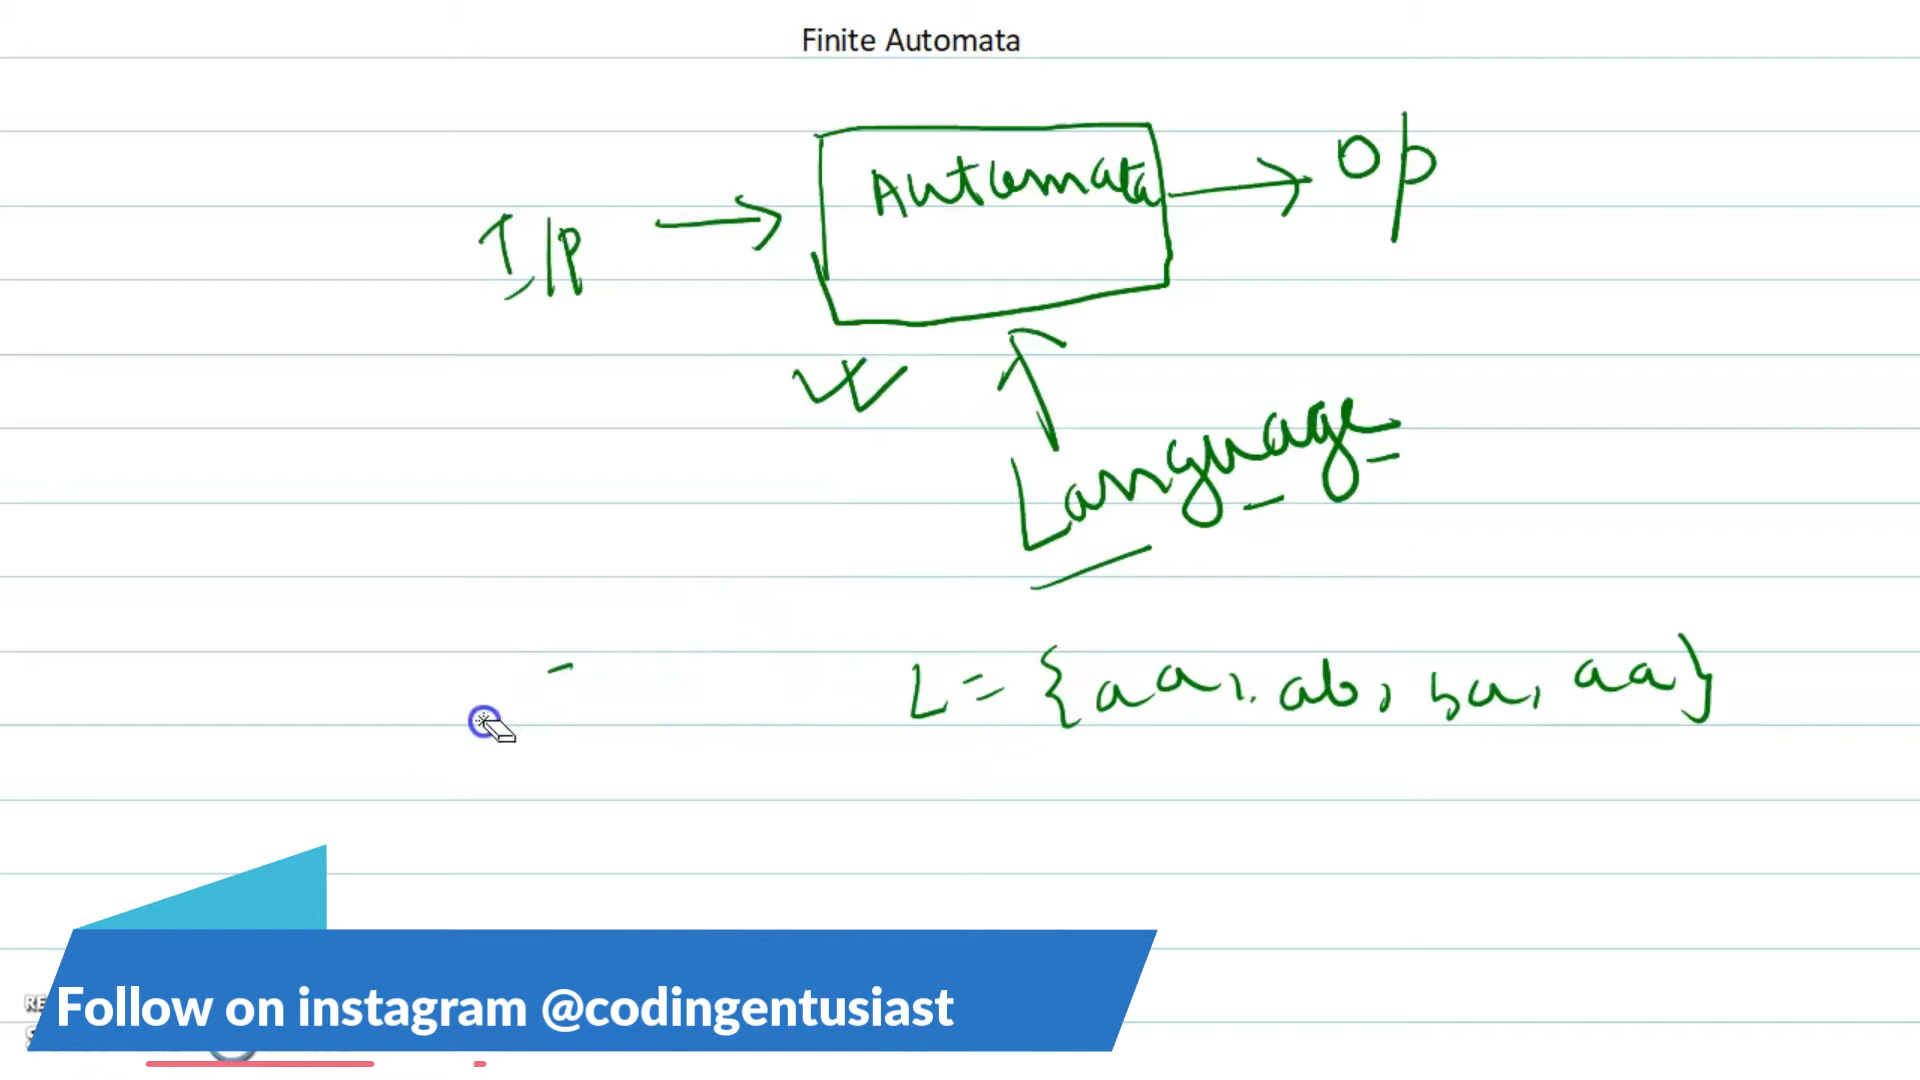 Finite Automata
Automata
O/p
I/p
Language
L = {aa, ab, ba, aa}
Follow on instagram @codingentusiast